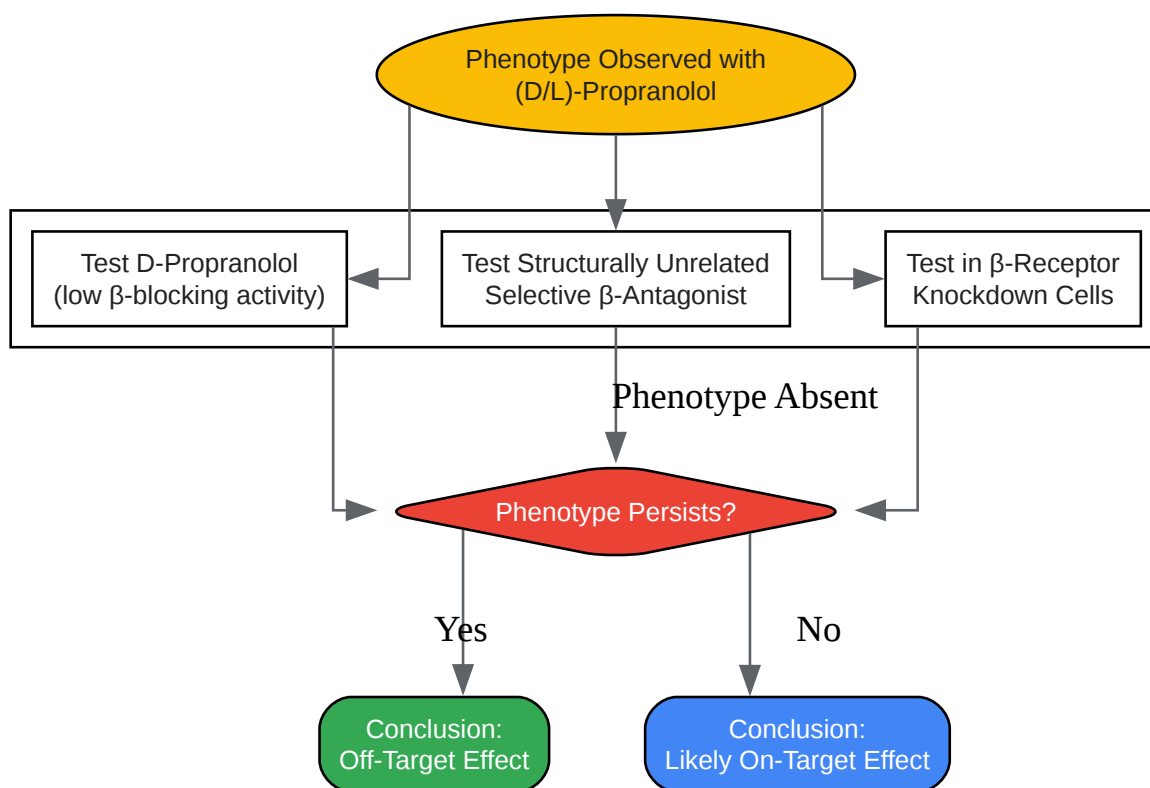 Phenotype Observed with
(D/L)-Propranolol
Test D-Propranolol
(low β-blocking activity)
Test Structurally Unrelated
Selective β-Antagonist
Test in β-Receptor
Knockdown Cells
Phenotype Absent
Phenotype Persists?
Yes
No
Conclusion:
Off-Target Effect
Conclusion:
Likely On-Target Effect